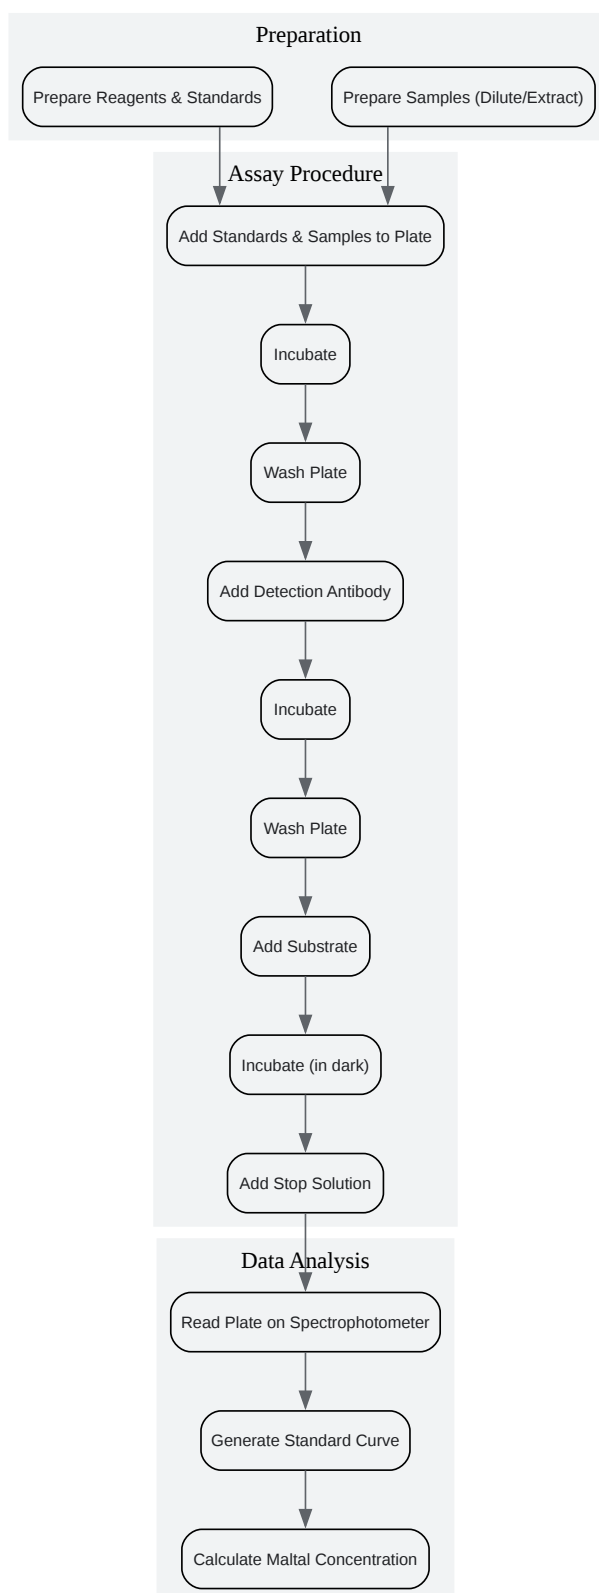 Preparation
Prepare Reagents & Standards
Prepare Samples (Dilute/Extract)
Assay Procedure
Add Standards & Samples to Plate
Incubate
Wash Plate
Add Detection Antibody
Incubate
Wash Plate
Add Substrate
Incubate (in dark)
Add Stop Solution
Data Analysis
Read Plate on Spectrophotometer
Generate Standard Curve
Calculate Maltal Concentration